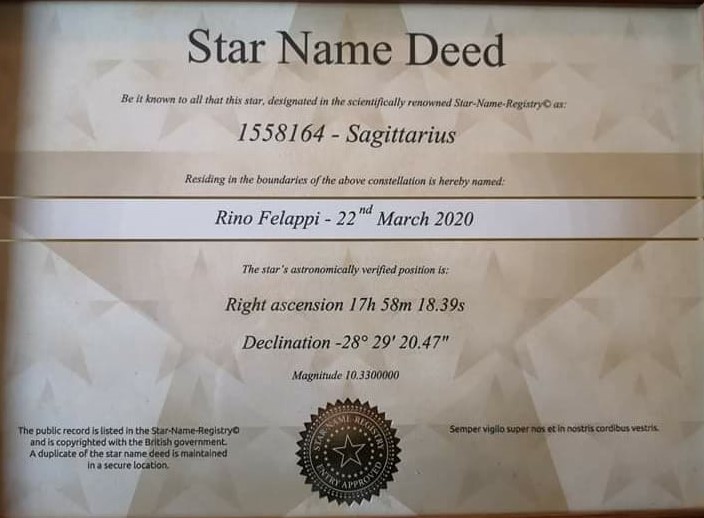 Star Name Deed
Be it known to all that this star, designated in the scientifically renowned Star-Name-Registry© as:
1558164 - Sagittarius
Residing in the boundaries of the above constellation is hereby named:
Rino Felappi - 22nd March 2020
The star's astronomically verified position is:
Right ascension 17h 58m 18.39s
Declination -28° 29' 20.47"
Magnitude 10.3300000
The public record is listed in the Star-Name-Registry©
and is copyrighted with the British government.
A duplicate of the star name deed is maintained
in a secure location.
STAR-NAME-REGISTRY
ENTRY APPROVED
Semper vigilo super nos et in nostris cordibus vestris.